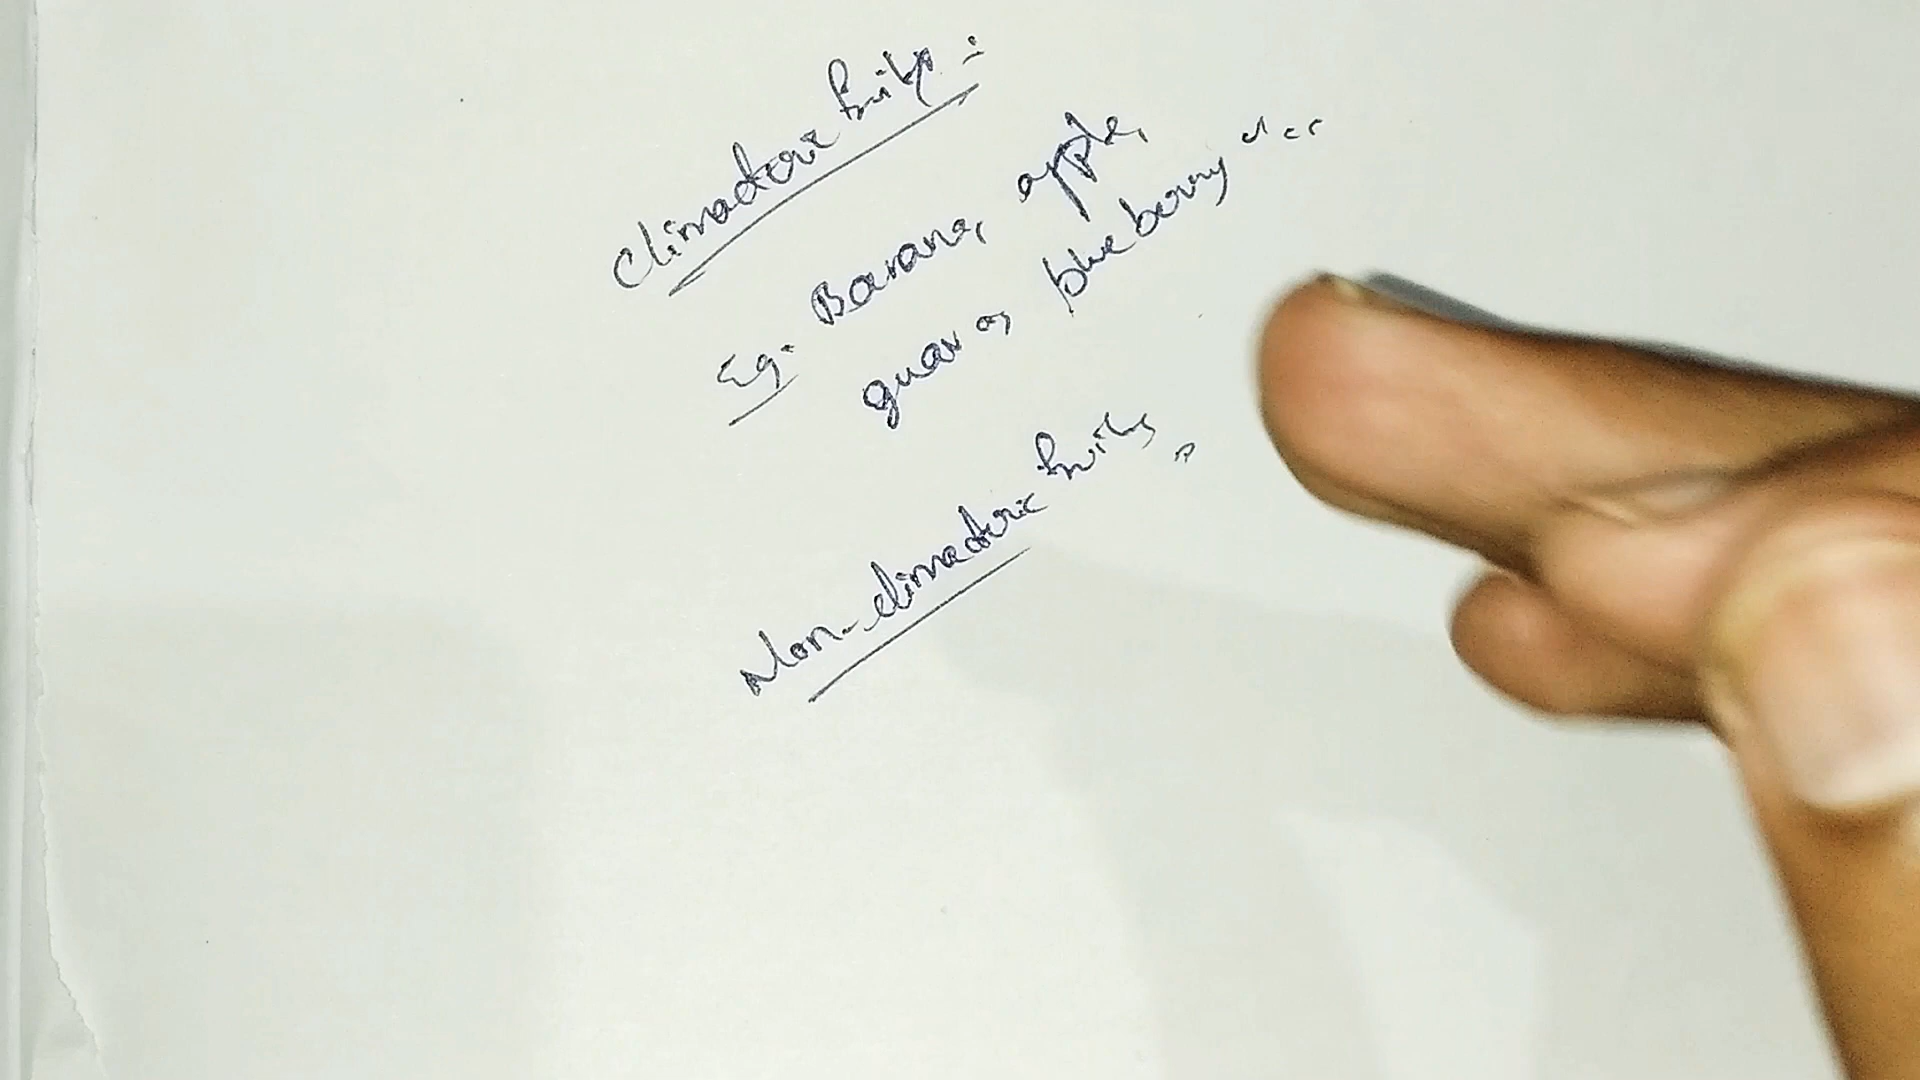 Climacteric fruits :-
Eg. Banana, apple,
guava, blueberry etc
Non-climacteric fruits